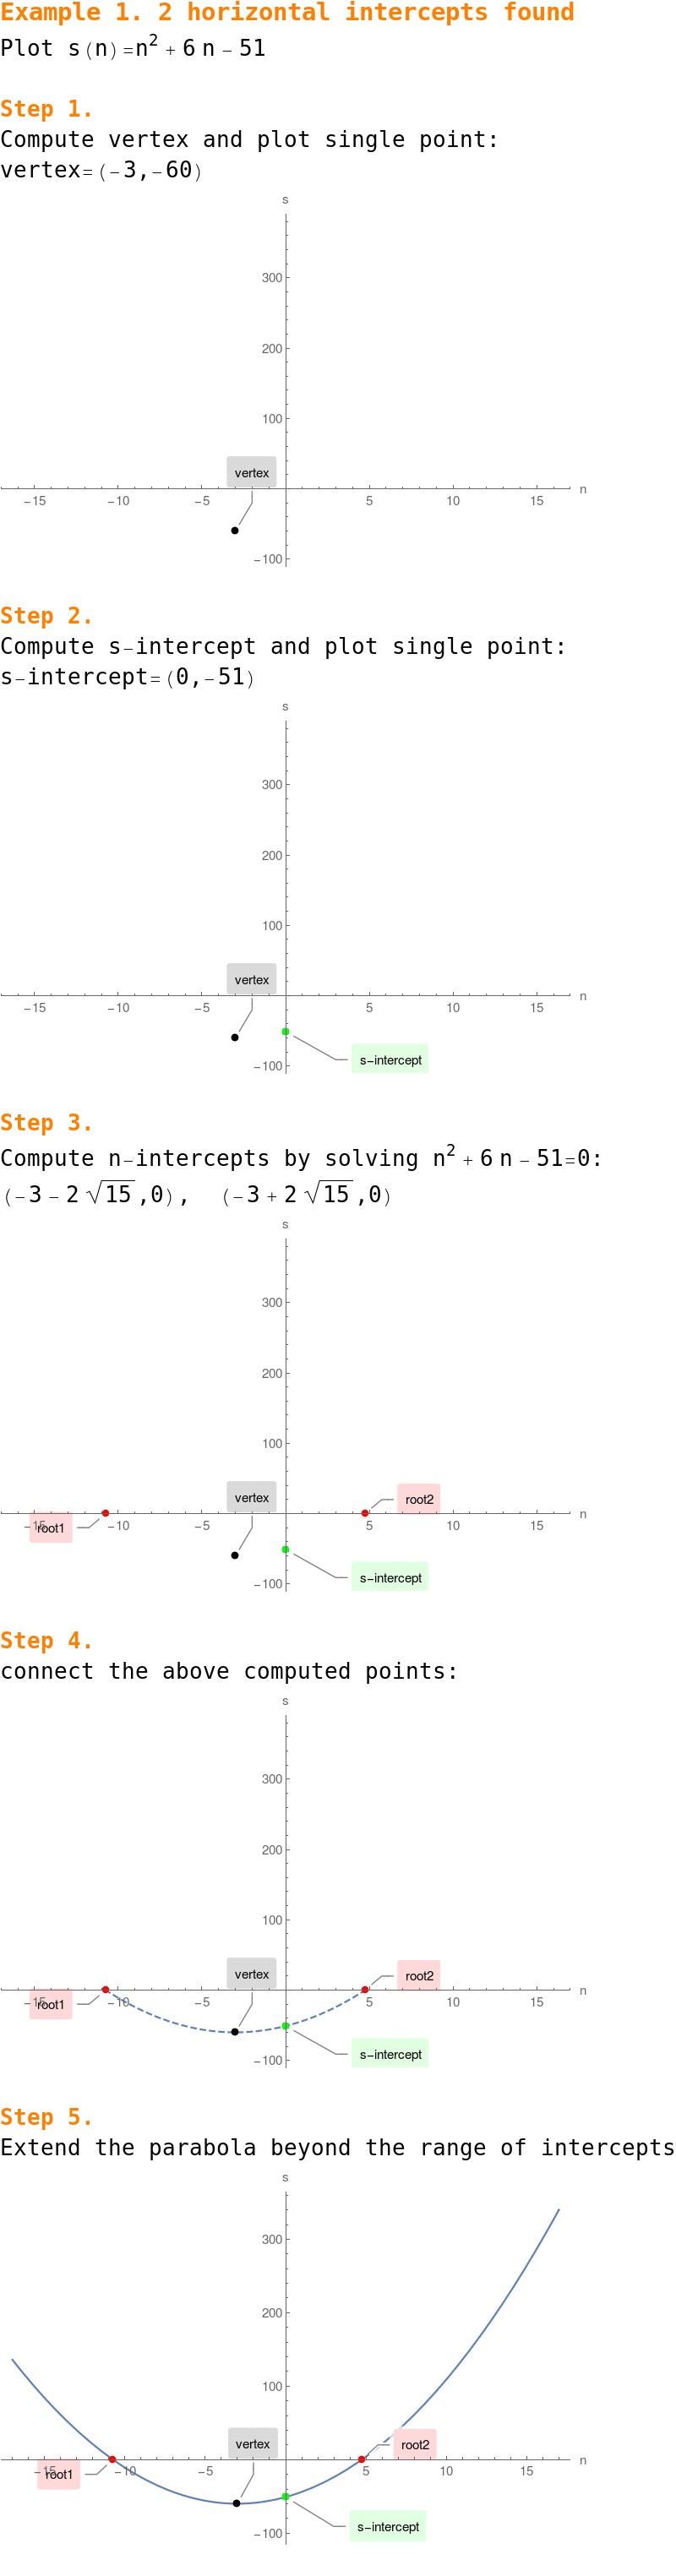 Example 1. 2 horizontal intercepts found
Plot s(n)=n² + 6 n − 51
Step 1.
Compute vertex and plot single point:
vertex=(−3,−60)
s
300
200
100
vertex
−15 −10 −5 5 10 15 n
−100
Step 2.
Compute s−intercept and plot single point:
s−intercept=(0,−51)
s
300
200
100
vertex
−15 −10 −5 5 10 15 n
s−intercept
−100
Step 3.
Compute n−intercepts by solving n² + 6 n − 51=0:
(−3 − 2 √15 ,0), (−3 + 2 √15 ,0)
s
300
200
100
vertex root2
−15 −10 −5 5 10 15 n
root1
s−intercept
−100
Step 4.
connect the above computed points:
s
300
200
100
vertex root2
−15 −10 −5 5 10 15 n
root1
s−intercept
−100
Step 5.
Extend the parabola beyond the range of intercepts
s
300
200
100
vertex root2
−15 −10 −5 5 10 15 n
root1
s−intercept
−100